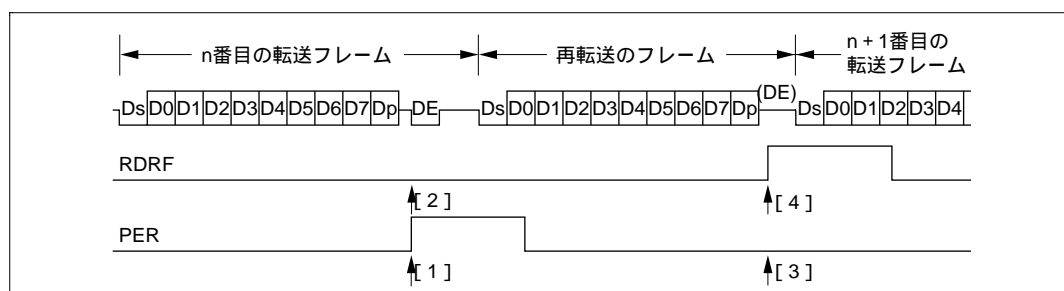 n番目の転送フレーム
再転送のフレーム
n + 1番目の
転送フレーム
Ds D0 D1 D2 D3 D4 D5 D6 D7 Dp DE Ds D0 D1 D2 D3 D4 D5 D6 D7 Dp (DE) Ds D0 D1 D2 D3 D4
RDRF
[ 2 ] [ 4 ]
PER
[ 1 ] [ 3 ]